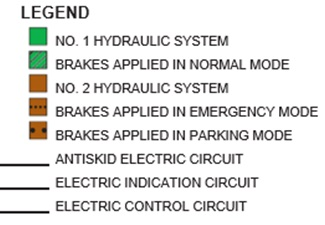 LEGEND
NO. 1 HYDRAULIC SYSTEM
BRAKES APPLIED IN NORMAL MODE
NO. 2 HYDRAULIC SYSTEM
BRAKES APPLIED IN EMERGENCY MODE
BRAKES APPLIED IN PARKING MODE
ANTISKID ELECTRIC CIRCUIT
ELECTRIC INDICATION CIRCUIT
ELECTRIC CONTROL CIRCUIT